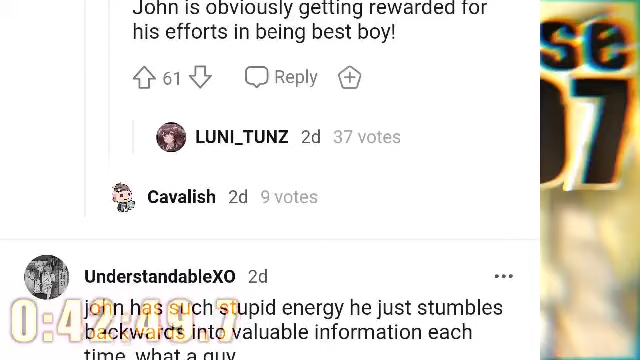 John is obviously getting rewarded for
his efforts in being best boy!
61 Reply
LUNI_TUNZ 2d 37 votes
Cavalish 2d 9 votes
UnderstandableXO 2d
john has such stupid energy he just stumbles
backwards into valuable information each
time, what a guy
0:42:49.7
se
07